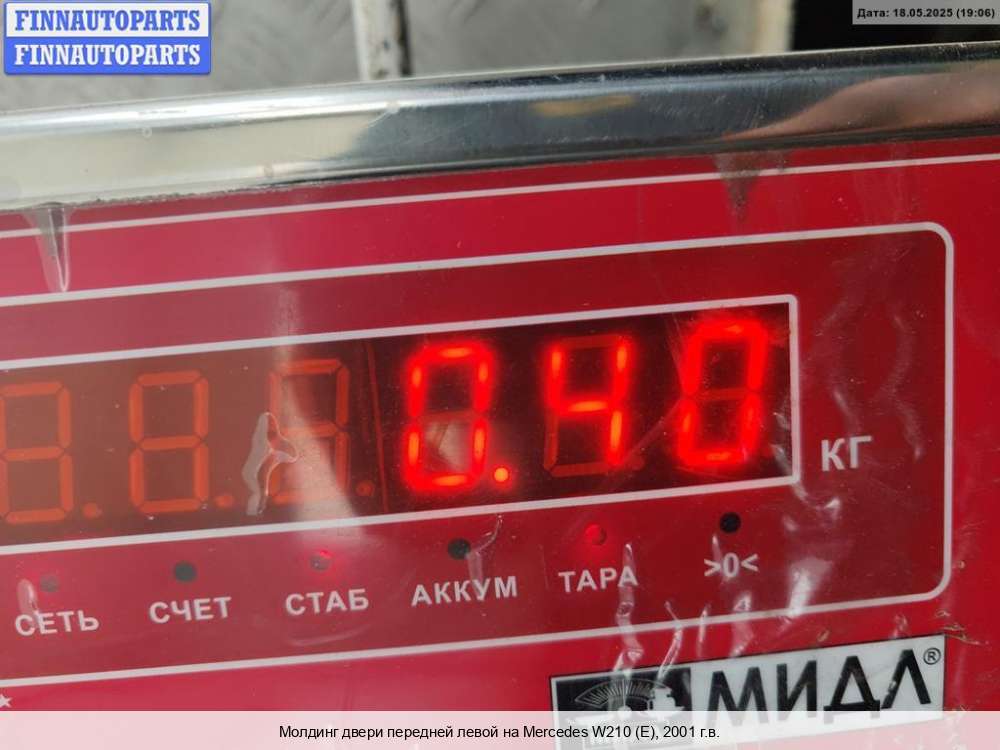 FINNAUTOPARTS
FINNAUTOPARTS
Дата: 18.05.2025 (19:06)
0.40
КГ
СЕТЬ СЧЕТ СТАБ АККУМ ТАРА >0<
МИДЛ®
Молдинг двери передней левой на Mercedes W210 (E), 2001 г.в.